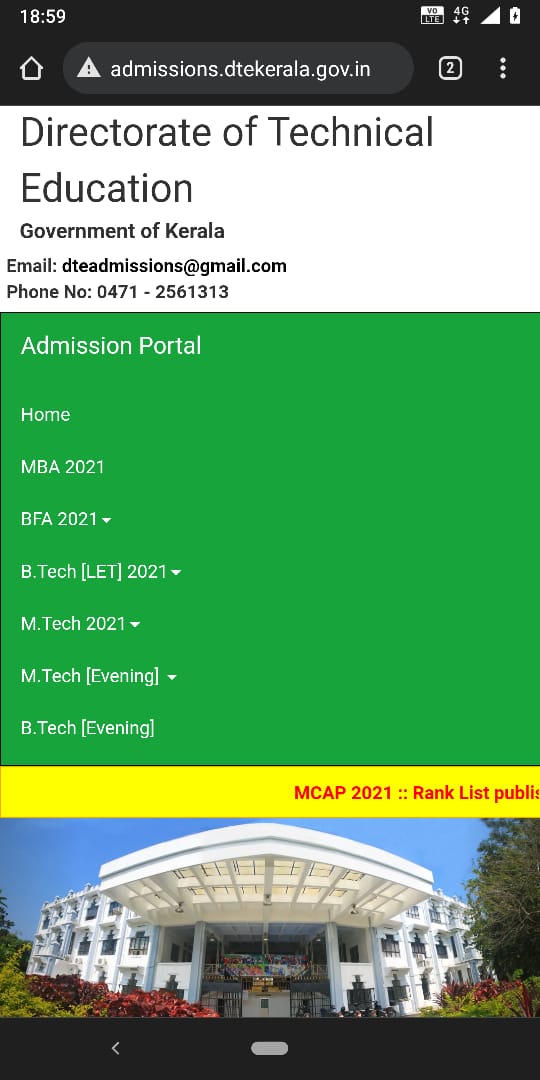 18:59
VO LTE 4G
admissions.dtekerala.gov.in
2
Directorate of Technical
Education
Government of Kerala
Email: dteadmissions@gmail.com
Phone No: 0471 - 2561313
Admission Portal
Home
MBA 2021
BFA 2021
B.Tech [LET] 2021
M.Tech 2021
M.Tech [Evening]
B.Tech [Evening]
MCAP 2021 :: Rank List publis